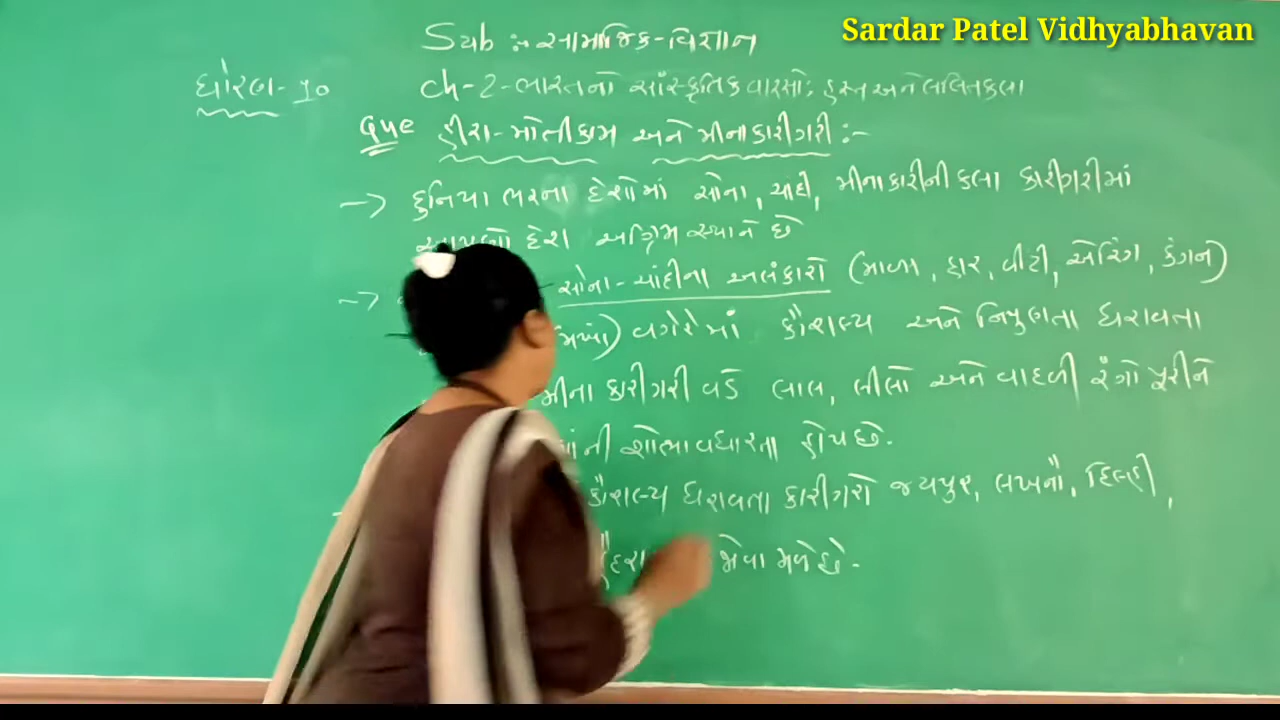 Sardar Patel Vidhyabhavan
Sub :- સામાજિક-વિજ્ઞાન
ધોરણ-10
ch-2-ભારતનો સાંસ્કૃતિક વારસો: હસ્ત અને લલિતકલા
Que હીરા-મોતીકામ અને મીનાકારીગરી :-
→ દુનિયા ભરના દેશોમાં સોના, ચાંદી, મીનાકારીની કલા કારીગરીમાં
દેશ અગ્રિમ સ્થાને છે
→ સોના-ચાંદીના અલંકારો (માળા, હાર, વીંટી, એરિંગ, કંગન)
વગેરેમાં કૌશલ્ય અને નિપુણતા ધરાવતા
મીના કારીગરી વડે લાલ, લીલો અને વાદળી રંગો પૂરીને
શોભા વધારતા હોય છે.
કૌશલ્ય ધરાવતા કારીગરો જયપુર, લખનૌ, દિલ્હી,
જોવા મળે છે.